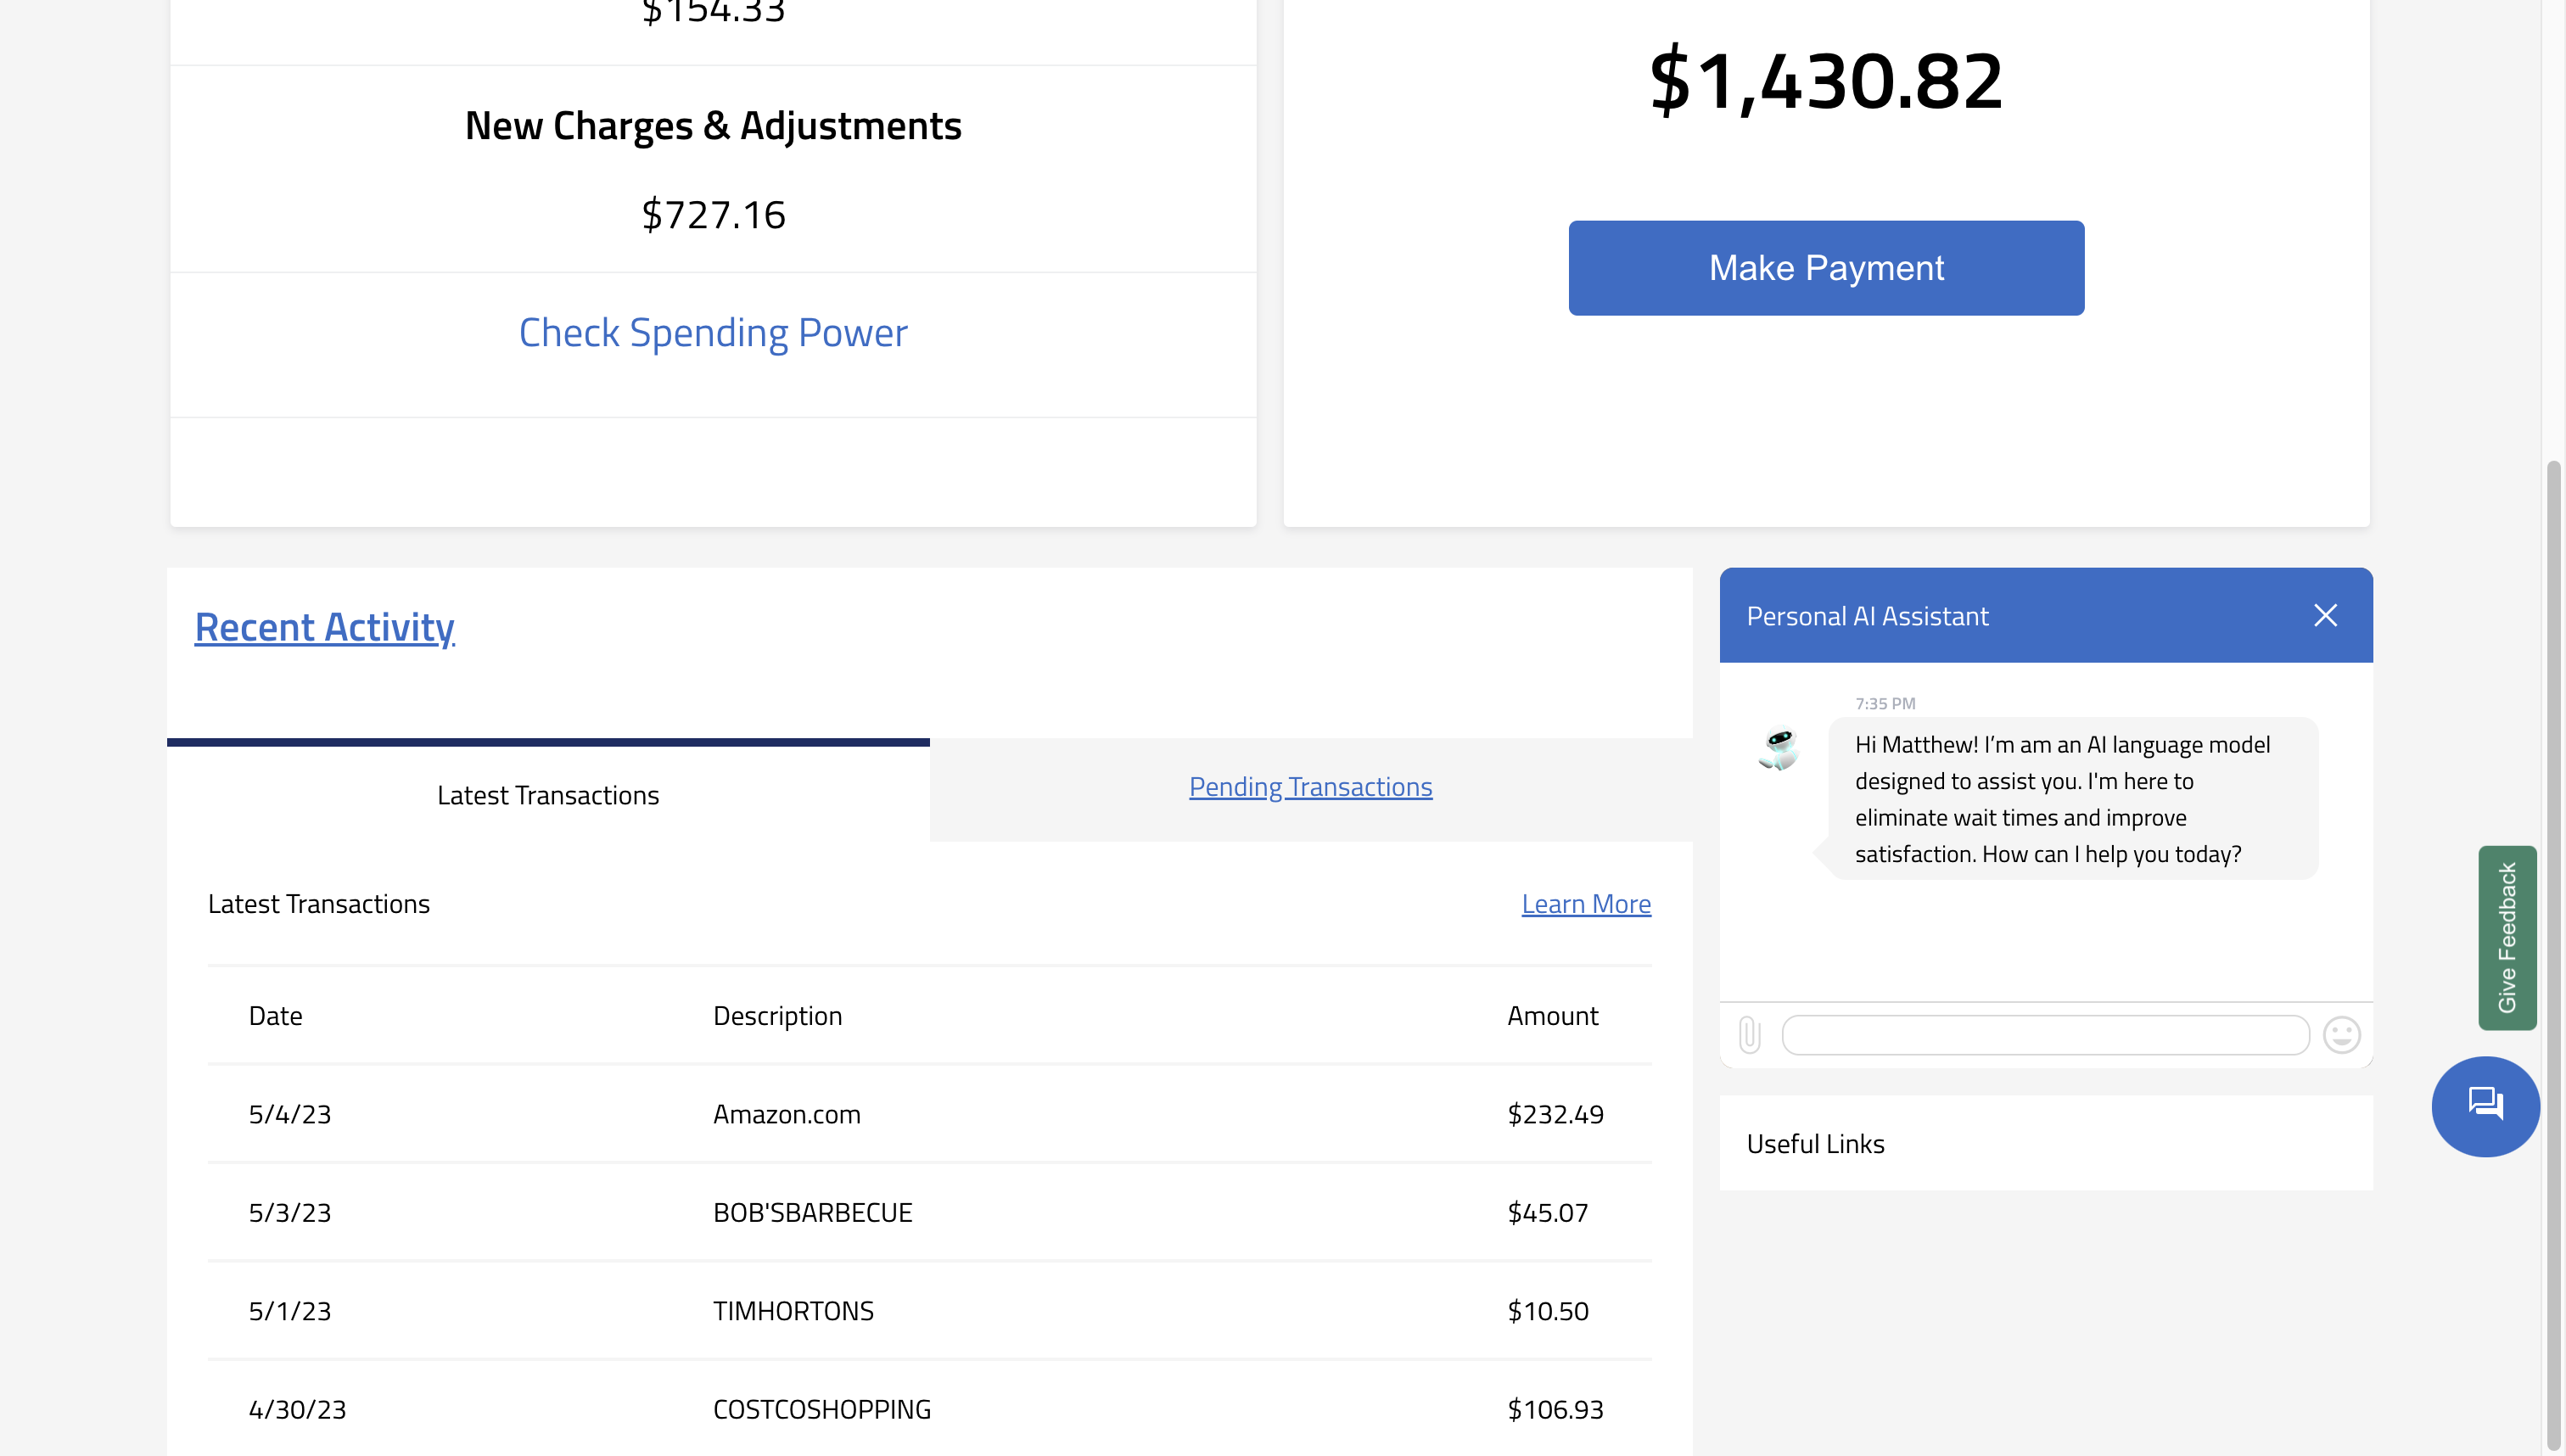 $154.33
New Charges & Adjustments
$727.16
Check Spending Power
$1,430.82
Make Payment
Recent Activity
Latest Transactions
Pending Transactions
Latest Transactions
Learn More
Date Description Amount
5/4/23 Amazon.com $232.49
5/3/23 BOB'SBARBECUE $45.07
5/1/23 TIMHORTONS $10.50
4/30/23 COSTCOSHOPPING $106.93
Personal AI Assistant
7:35 PM
Hi Matthew! I’m am an AI language model
designed to assist you. I'm here to
eliminate wait times and improve
satisfaction. How can I help you today?
Useful Links
Give Feedback